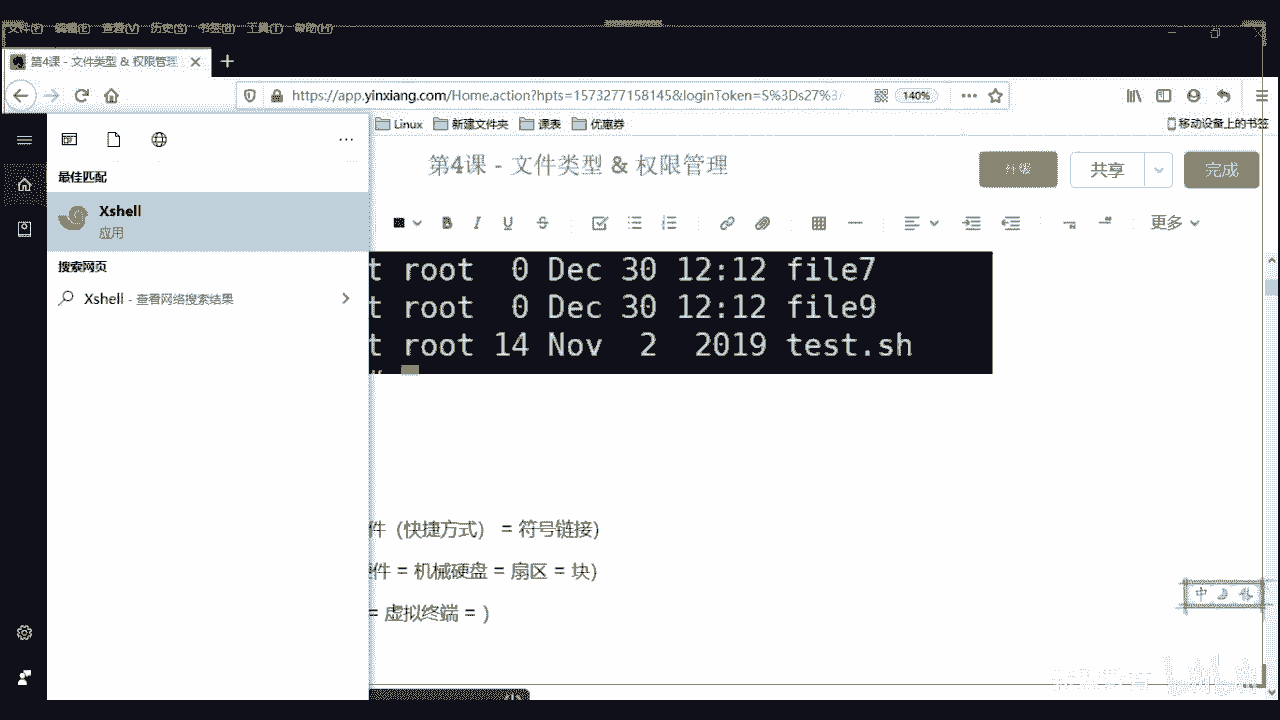 文件(F) 编辑(E) 查看(V) 历史(S) 书签(B) 工具(T) 帮助(H)
第4课 - 文件类型 & 权限管理
https://app.yinxiang.com/Home.action?hpts=1573277158145&loginToken=S%3Ds27%3
140%
Linux 新建文件夹 课表 优惠券 移动设备上的书签
最佳匹配
Xshell
应用
搜索网页
Xshell - 查看网络搜索结果
第4课 - 文件类型 & 权限管理
升级 共享 完成
B I U S 更多
t root 0 Dec 30 12:12 file7
t root 0 Dec 30 12:12 file9
t root 14 Nov 2 2019 test.sh
件（快捷方式） = 符号链接)
件 = 机械硬盘 = 扇区 = 块)
= 虚拟终端 = )
中